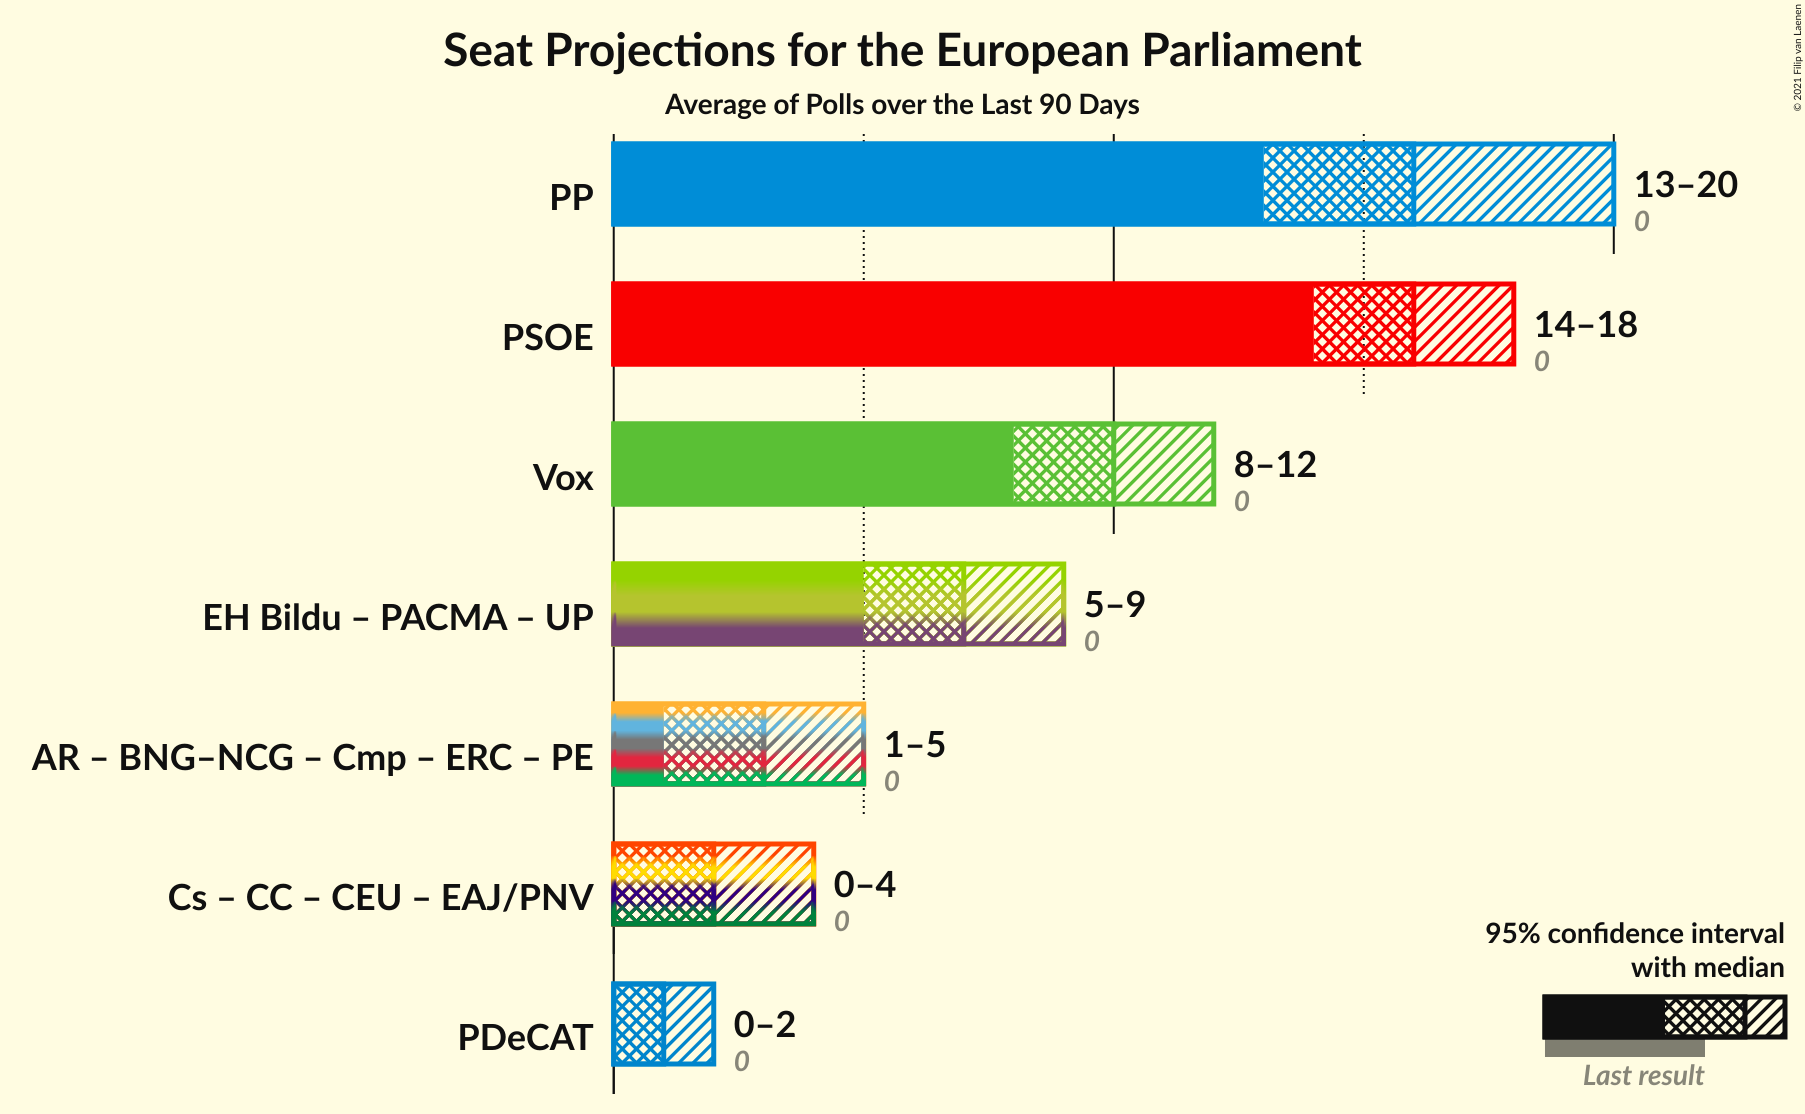 Seat Projections for the European Parliament
Average of Polls over the Last 90 Days
© 2021 Filip van Laenen
PP
13–20
0
PSOE
14–18
0
Vox
8–12
0
EH Bildu – PACMA – UP
5–9
0
AR – BNG–NCG – Cmp – ERC – PE
1–5
0
Cs – CC – CEU – EAJ/PNV
0–4
0
PDeCAT
0–2
0
95% confidence interval
with median
Last result